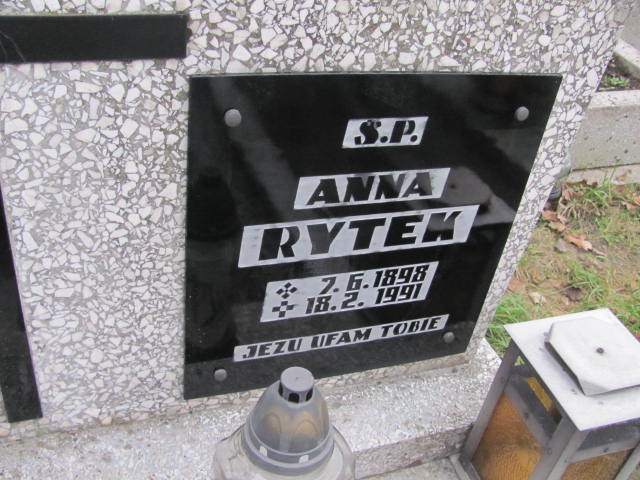 Ś.P.
ANNA
RYTEK
7.6.1898
18.2.1991
JEZU UFAM TOBIE